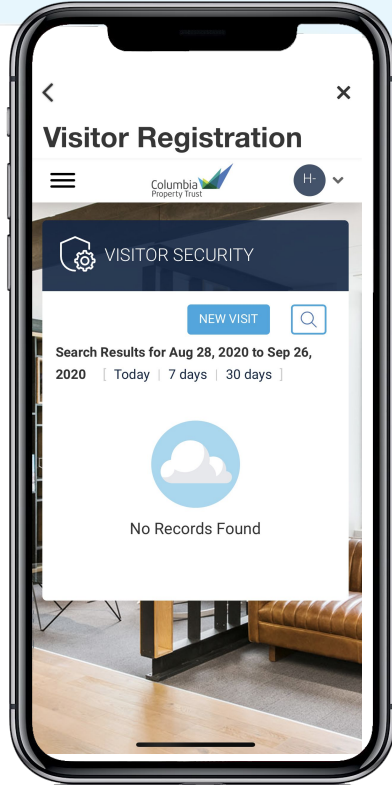 Visitor Registration
Columbia
Property Trust
H-
VISITOR SECURITY
NEW VISIT
Search Results for Aug 28, 2020 to Sep 26,
2020 [ Today | 7 days | 30 days ]
No Records Found